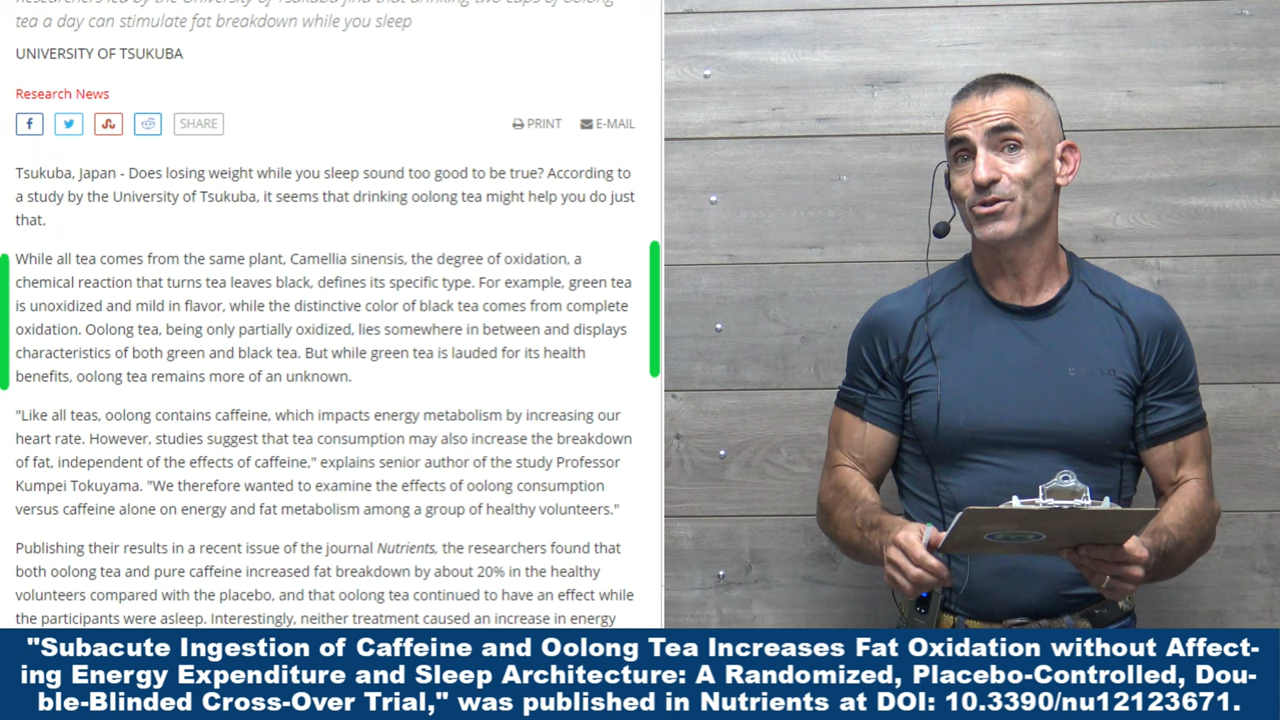 Researchers led by the University of Tsukuba find that drinking two cups of oolong
tea a day can stimulate fat breakdown while you sleep
UNIVERSITY OF TSUKUBA
Research News
SHARE
PRINT
E-MAIL
Tsukuba, Japan - Does losing weight while you sleep sound too good to be true? According to
a study by the University of Tsukuba, it seems that drinking oolong tea might help you do just
that.
While all tea comes from the same plant, Camellia sinensis, the degree of oxidation, a
chemical reaction that turns tea leaves black, defines its specific type. For example, green tea
is unoxidized and mild in flavor, while the distinctive color of black tea comes from complete
oxidation. Oolong tea, being only partially oxidized, lies somewhere in between and displays
characteristics of both green and black tea. But while green tea is lauded for its health
benefits, oolong tea remains more of an unknown.
"Like all teas, oolong contains caffeine, which impacts energy metabolism by increasing our
heart rate. However, studies suggest that tea consumption may also increase the breakdown
of fat, independent of the effects of caffeine," explains senior author of the study Professor
Kumpei Tokuyama. "We therefore wanted to examine the effects of oolong consumption
versus caffeine alone on energy and fat metabolism among a group of healthy volunteers."
Publishing their results in a recent issue of the journal Nutrients, the researchers found that
both oolong tea and pure caffeine increased fat breakdown by about 20% in the healthy
volunteers compared with the placebo, and that oolong tea continued to have an effect while
the participants were asleep. Interestingly, neither treatment caused an increase in energy
"Subacute Ingestion of Caffeine and Oolong Tea Increases Fat Oxidation without Affect-
ing Energy Expenditure and Sleep Architecture: A Randomized, Placebo-Controlled, Dou-
ble-Blinded Cross-Over Trial," was published in Nutrients at DOI: 10.3390/nu12123671.